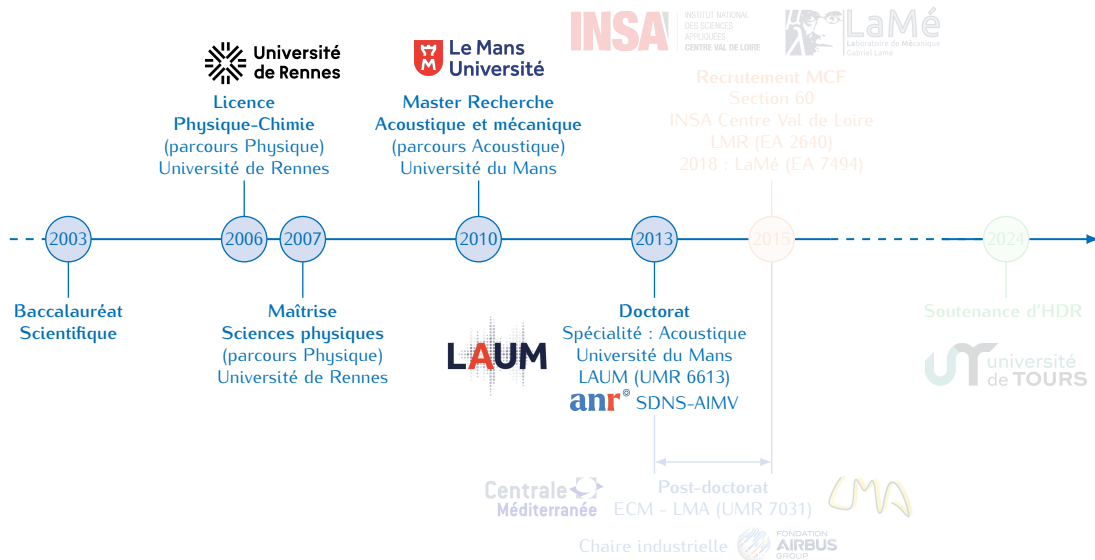 INSA
INSTITUT NATIONAL
DES SCIENCES
APPLIQUÉES
CENTRE VAL DE LOIRE
LaMé
Laboratoire de Mécanique
Gabriel Lamé
Université
de Rennes
Le Mans
Université
Licence
Physique-Chimie
(parcours Physique)
Université de Rennes
Master Recherche
Acoustique et mécanique
(parcours Acoustique)
Université du Mans
Recrutement MCF
Section 60
INSA Centre Val de Loire
LMR (EA 2640)
2018 : LaMé (EA 7494)
2003
2006
2007
2010
2013
2015
2024
Baccalauréat
Scientifique
Maîtrise
Sciences physiques
(parcours Physique)
Université de Rennes
LAUM
Doctorat
Spécialité : Acoustique
Université du Mans
LAUM (UMR 6613)
anr© SDNS-AIMV
Soutenance d'HDR
UT université
de TOURS
Centrale
Méditerranée
Post-doctorat
ECM - LMA (UMR 7031)
LMA
Chaire industrielle
FONDATION
AIRBUS
GROUP